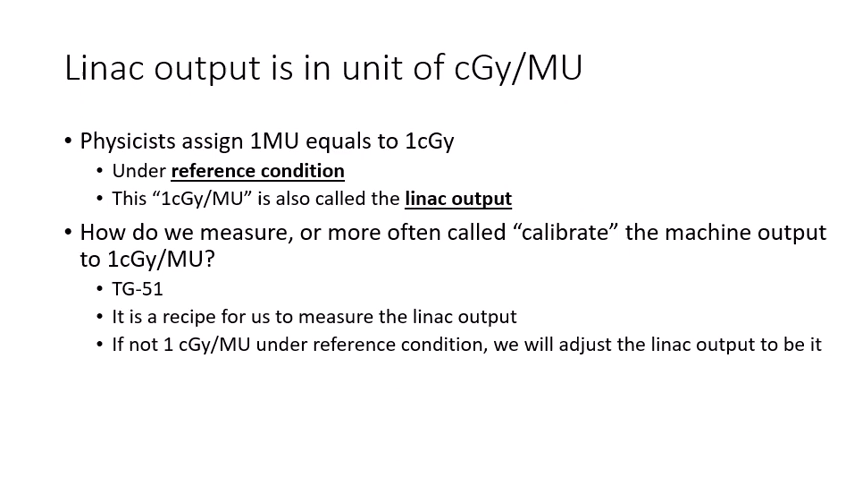 Linac output is in unit of cGy/MU
• Physicists assign 1MU equals to 1cGy
• Under reference condition
• This “1cGy/MU” is also called the linac output
• How do we measure, or more often called “calibrate” the machine output
to 1cGy/MU?
• TG-51
• It is a recipe for us to measure the linac output
• If not 1 cGy/MU under reference condition, we will adjust the linac output to be it